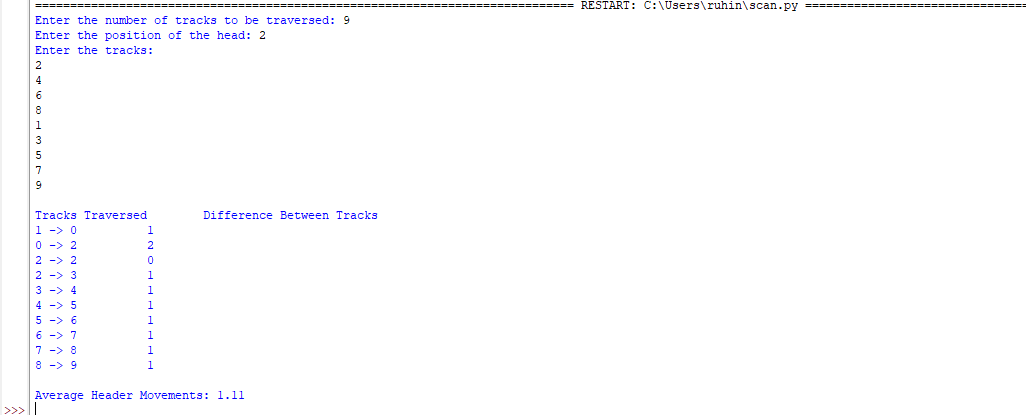 ================================================================================ RESTART: C:\Users\ruhin\scan.py ================================
Enter the number of tracks to be traversed: 9
Enter the position of the head: 2
Enter the tracks:
2
4
6
8
1
3
5
7
9
Tracks Traversed        Difference Between Tracks
1 -> 0          1
0 -> 2          2
2 -> 2          0
2 -> 3          1
3 -> 4          1
4 -> 5          1
5 -> 6          1
6 -> 7          1
7 -> 8          1
8 -> 9          1
Average Header Movements: 1.11
>>>